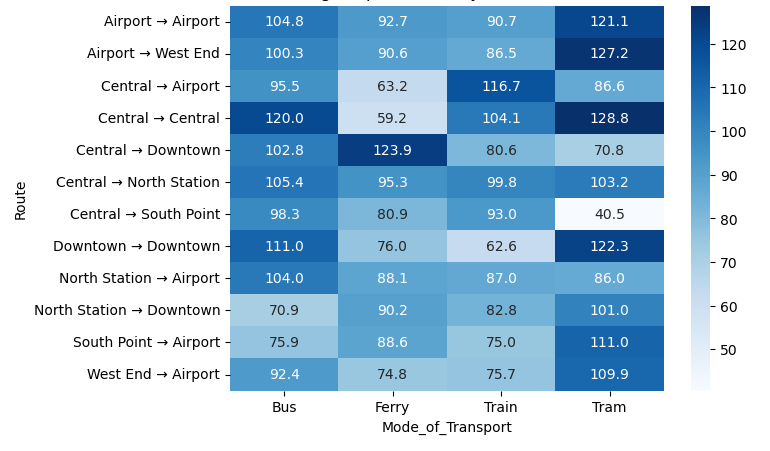 Airport → Airport 104.8 92.7 90.7 121.1
Airport → West End 100.3 90.6 86.5 127.2
Central → Airport 95.5 63.2 116.7 86.6
Central → Central 120.0 59.2 104.1 128.8
Central → Downtown 102.8 123.9 80.6 70.8
Central → North Station 105.4 95.3 99.8 103.2
Central → South Point 98.3 80.9 93.0 40.5
Downtown → Downtown 111.0 76.0 62.6 122.3
North Station → Airport 104.0 88.1 87.0 86.0
North Station → Downtown 70.9 90.2 82.8 101.0
South Point → Airport 75.9 88.6 75.0 111.0
West End → Airport 92.4 74.8 75.7 109.9
Bus Ferry Train Tram
Mode_of_Transport
Route
120
110
100
90
80
70
60
50